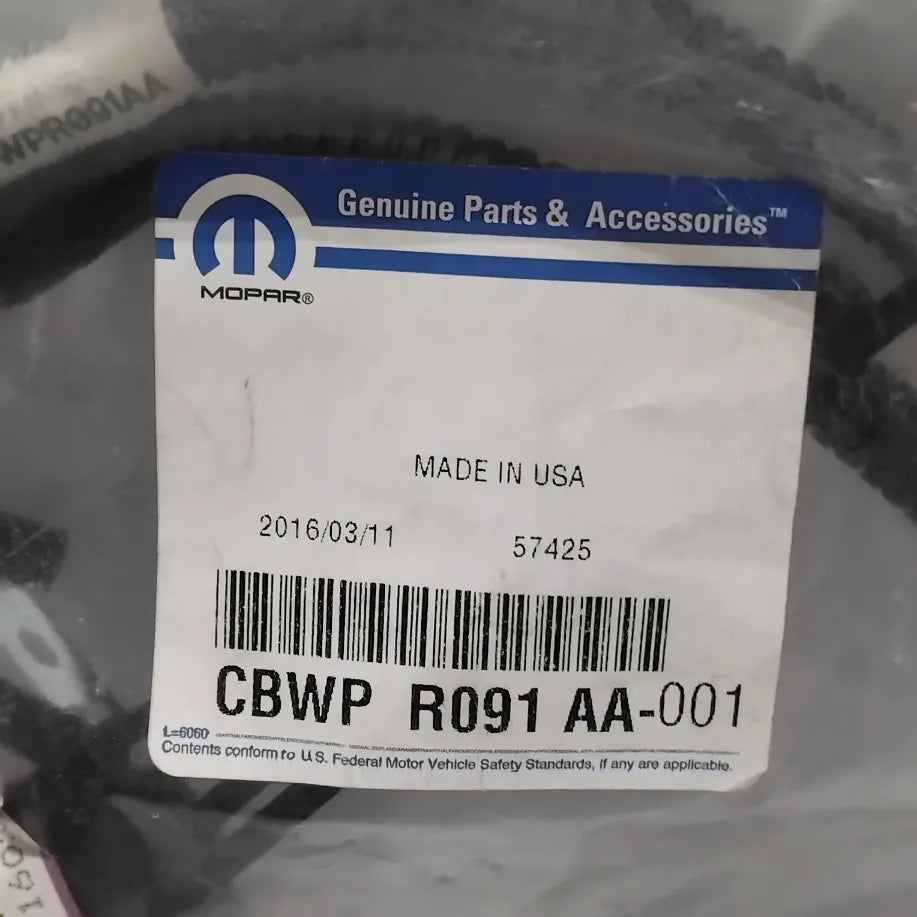 WPR091AA
Genuine Parts & Accessories™
MOPAR®
MADE IN USA
2016/03/11 57425
CBWP R091 AA-001
L=6060
Contents conform to U.S. Federal Motor Vehicle Safety Standards, if any are applicable.